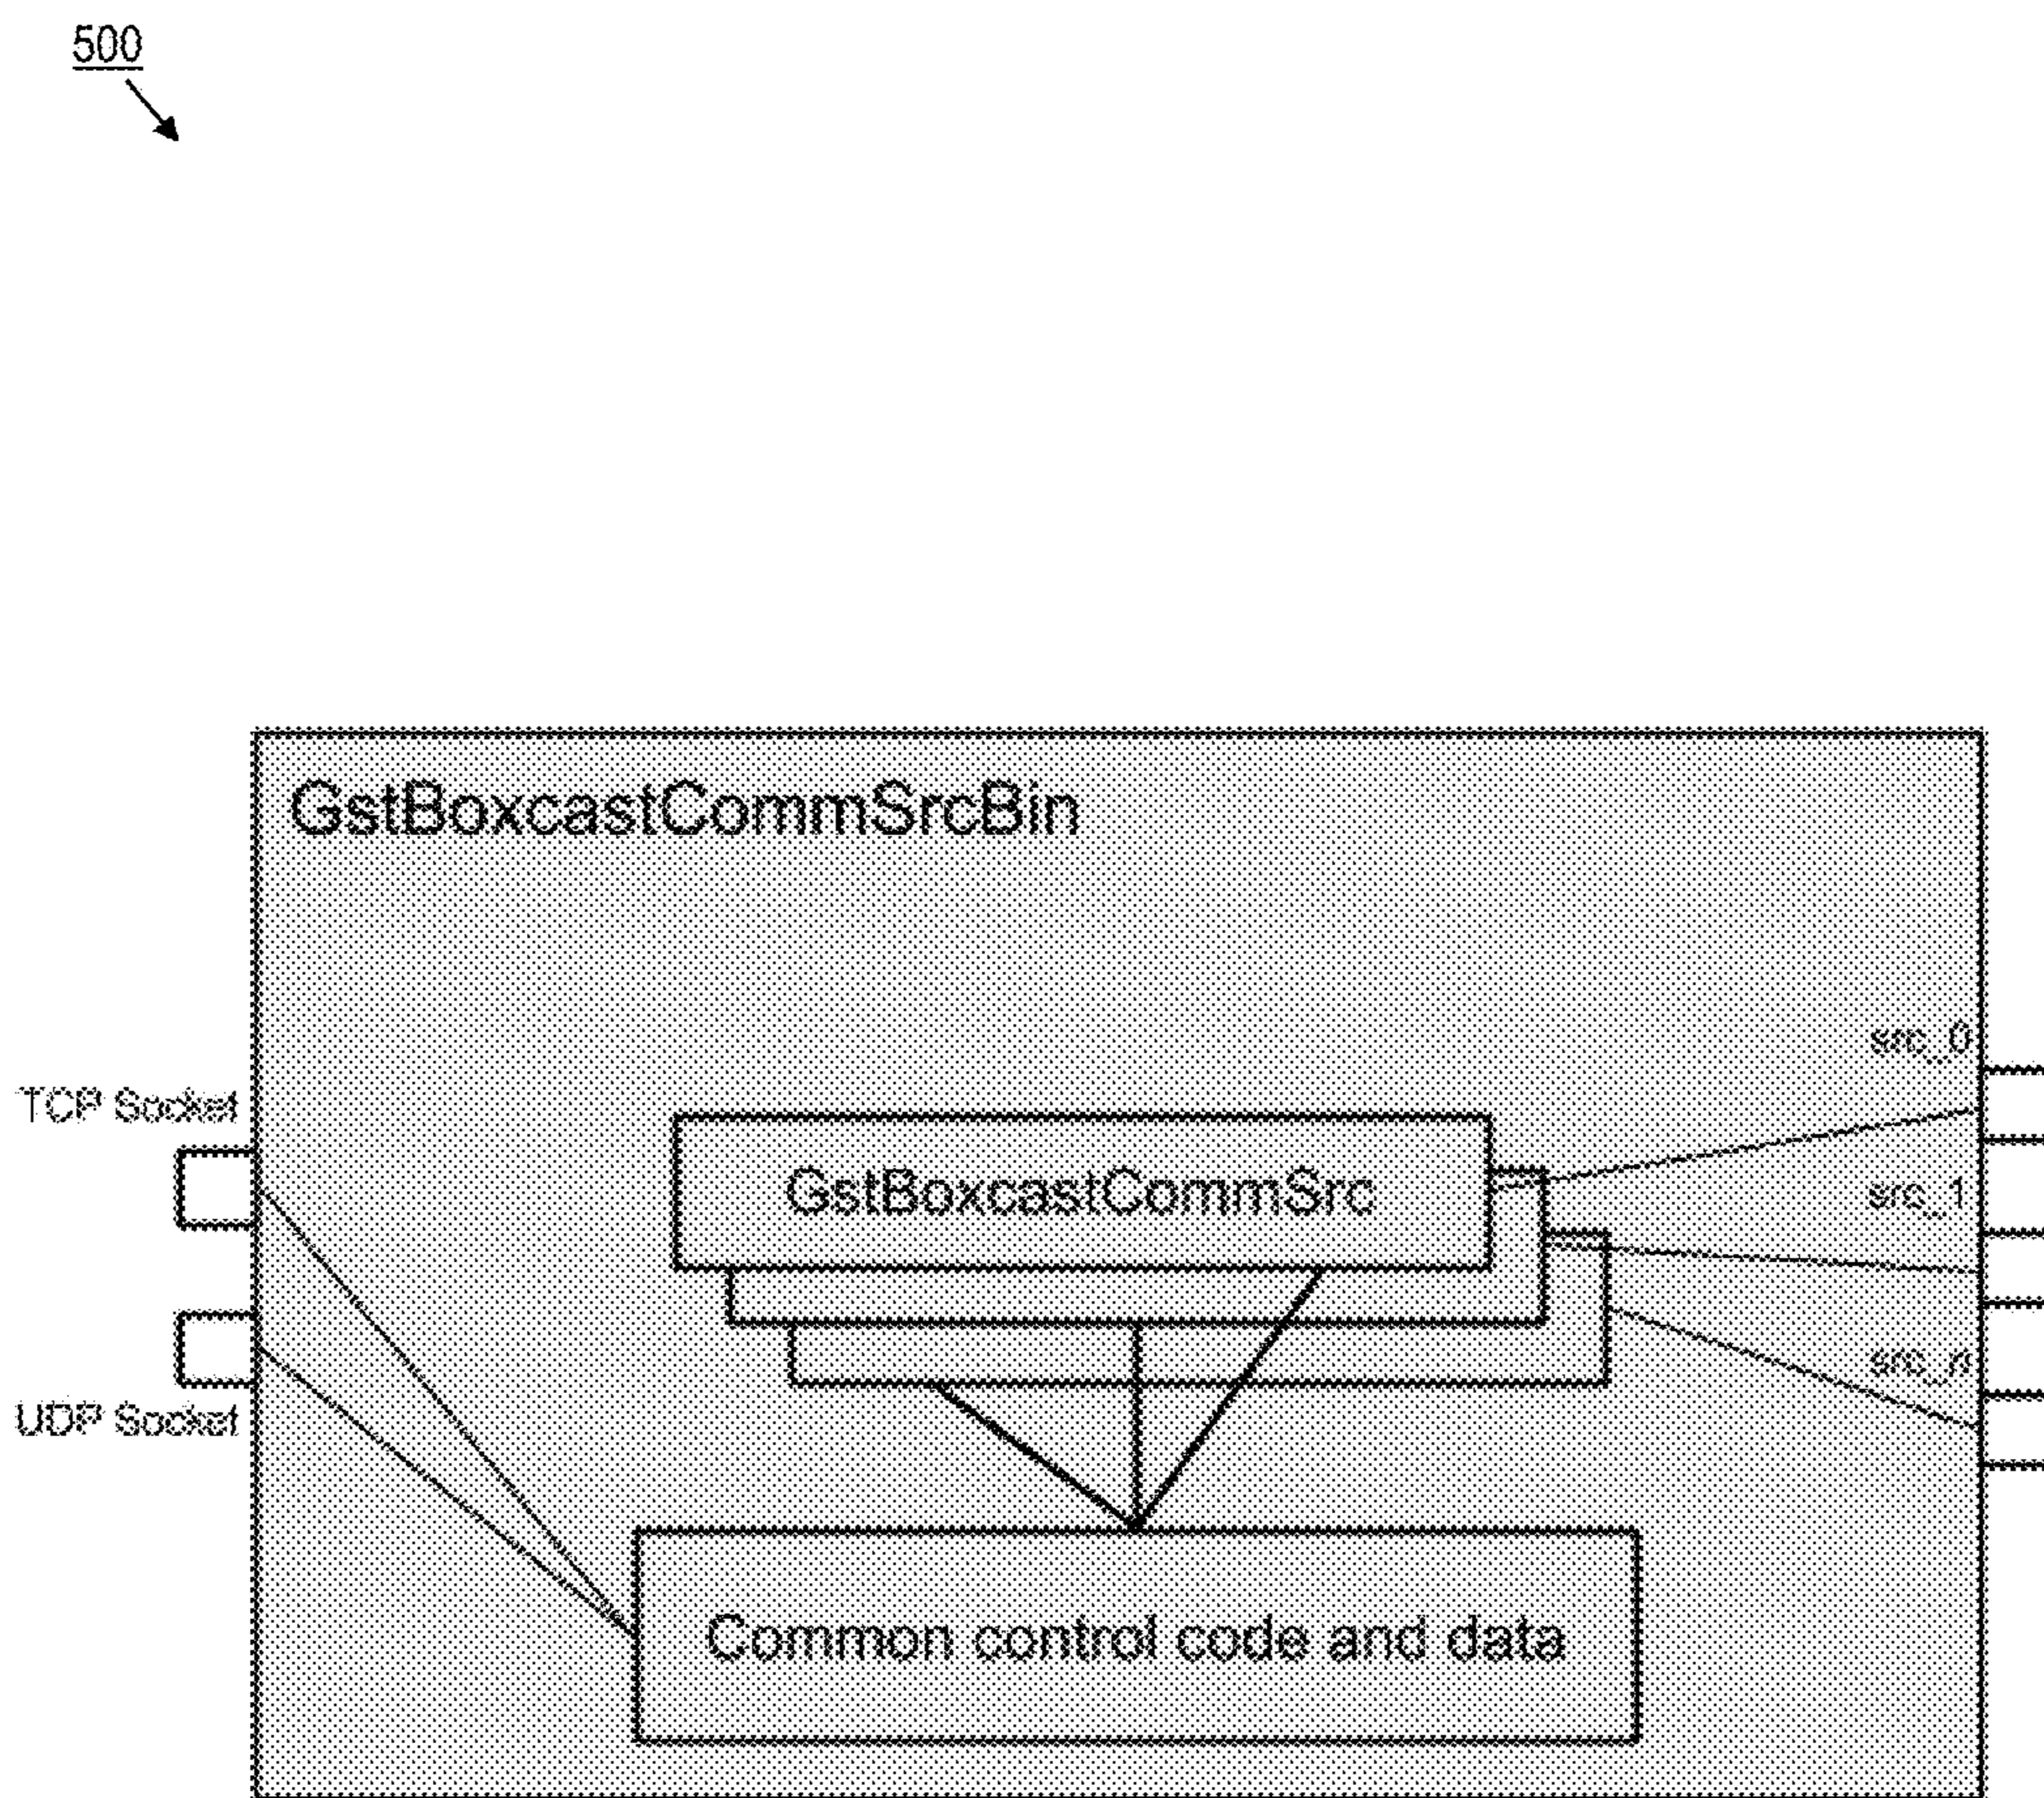 500
GstBoxcastCommSrcBin
src_0
TCP Socket
GstBoxcastCommSrc
src_1
src_n
UDP Socket
Common control code and data